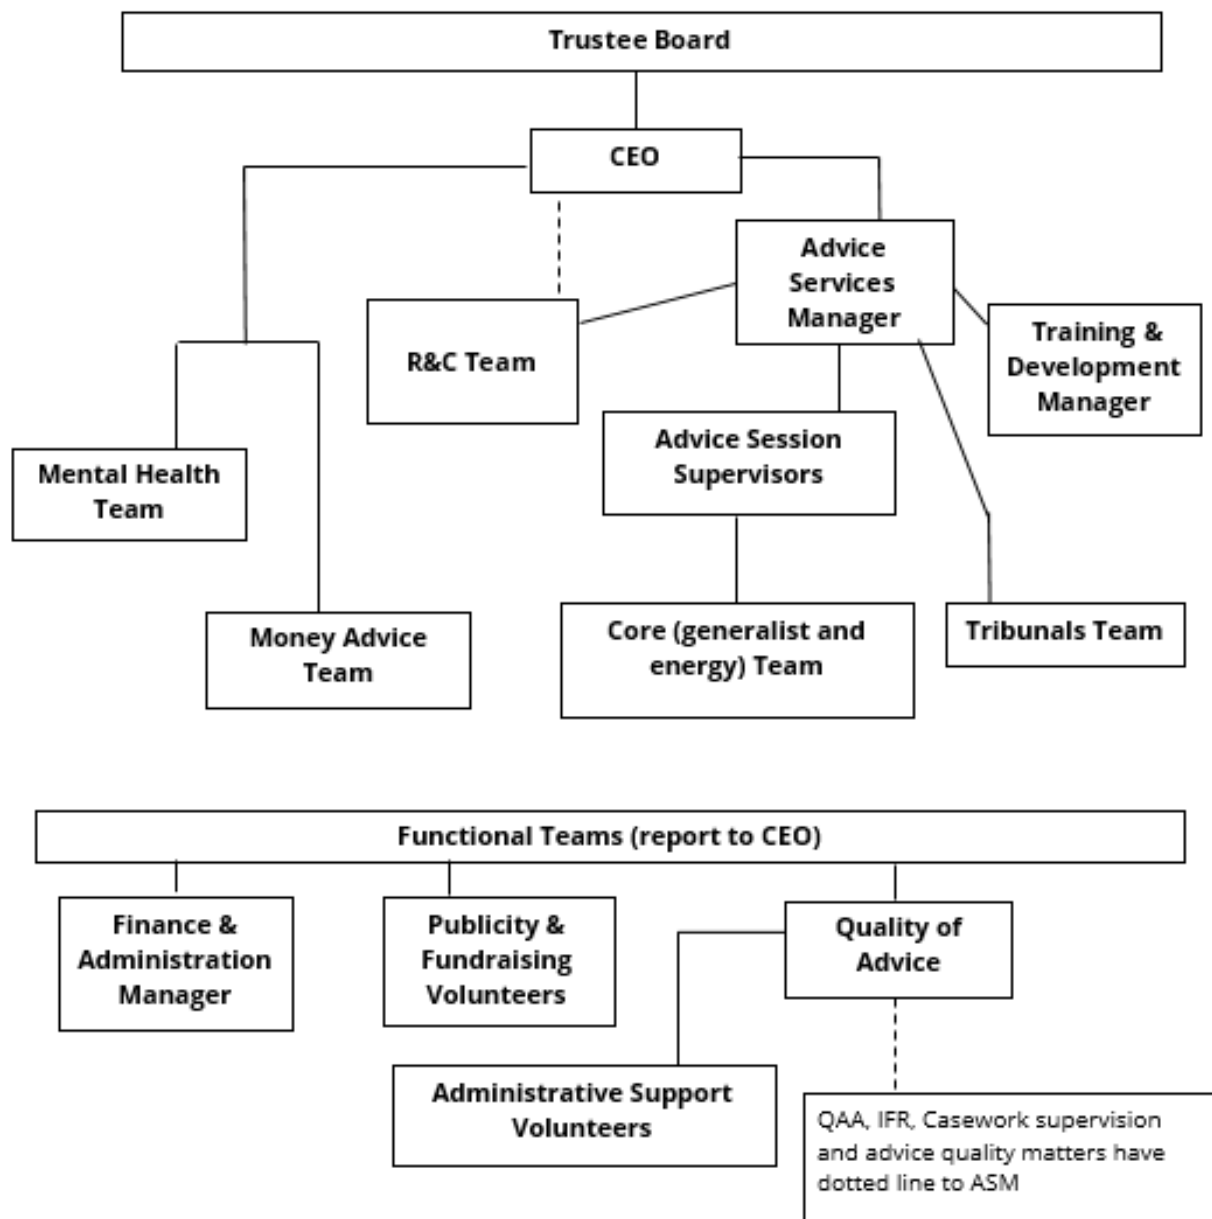 Trustee Board
CEO
Advice
Services
Manager
R&C Team
Training &
Development
Manager
Advice Session
Supervisors
Mental Health
Team
Money Advice
Team
Core (generalist and
energy) Team
Tribunals Team
Functional Teams (report to CEO)
Finance &
Administration
Manager
Publicity &
Fundraising
Volunteers
Quality of
Advice
Administrative Support
Volunteers
QAA, IFR, Casework supervision
and advice quality matters have
dotted line to ASM